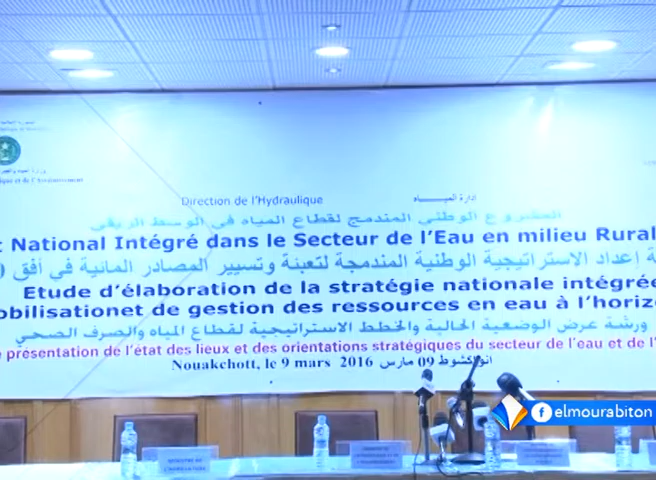 Direction de l'Hydraulique
إدارة الميـــاه
المشروع الوطني المندمج لقطاع المياه في الوسط الريفي
National Intégré dans le Secteur de l'Eau en milieu Rural
إعداد الاستراتيجية الوطنية المندمجة لتعبئة وتسيير المصادر المائية في أفق
Etude d'élaboration de la stratégie nationale intégrée
obilisationet de gestion des ressources en eau à l'horizo
ورشة عرض الوضعية الحالية والخطط الاستراتيجية لقطاع المياه والصرف الصحي
présentation de l'état des lieux et des orientations stratégiques du secteur de l'eau et de l'
Nouakchott, le 9 mars 2016 انواكشوط 09 مارس
elmourabiton